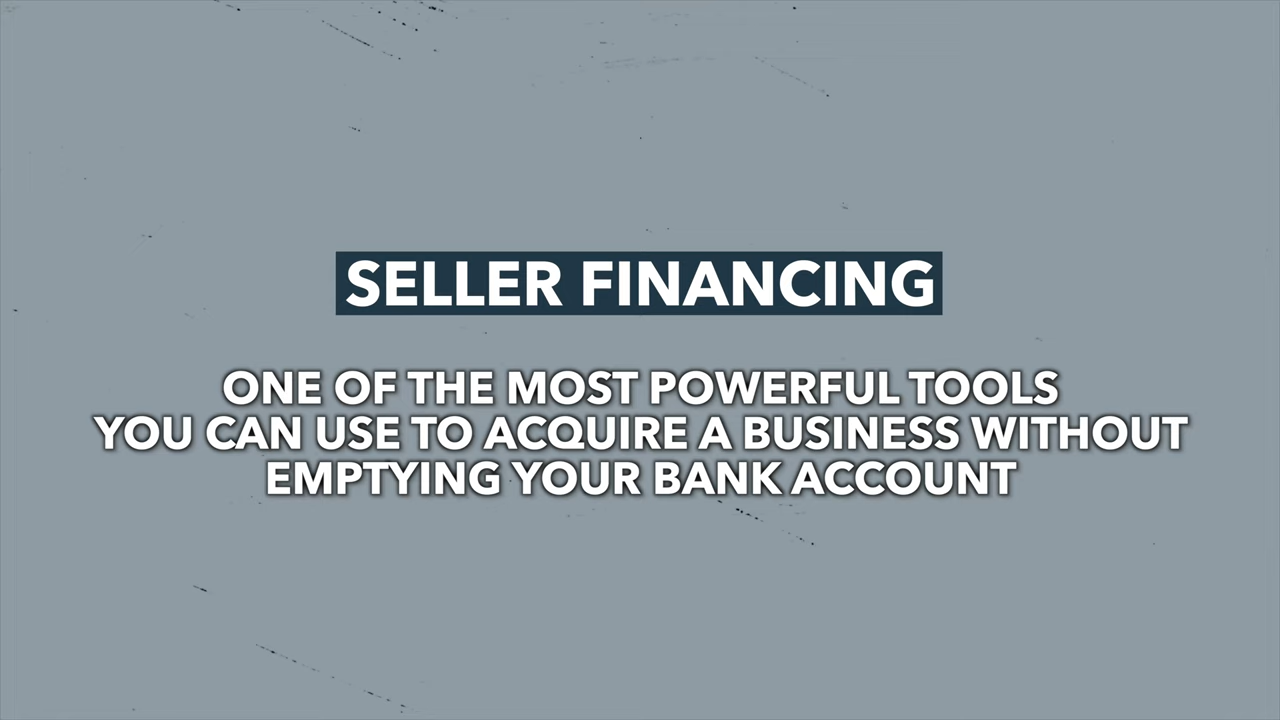 SELLER FINANCING
ONE OF THE MOST POWERFUL TOOLS
YOU CAN USE TO ACQUIRE A BUSINESS WITHOUT
EMPTYING YOUR BANK ACCOUNT